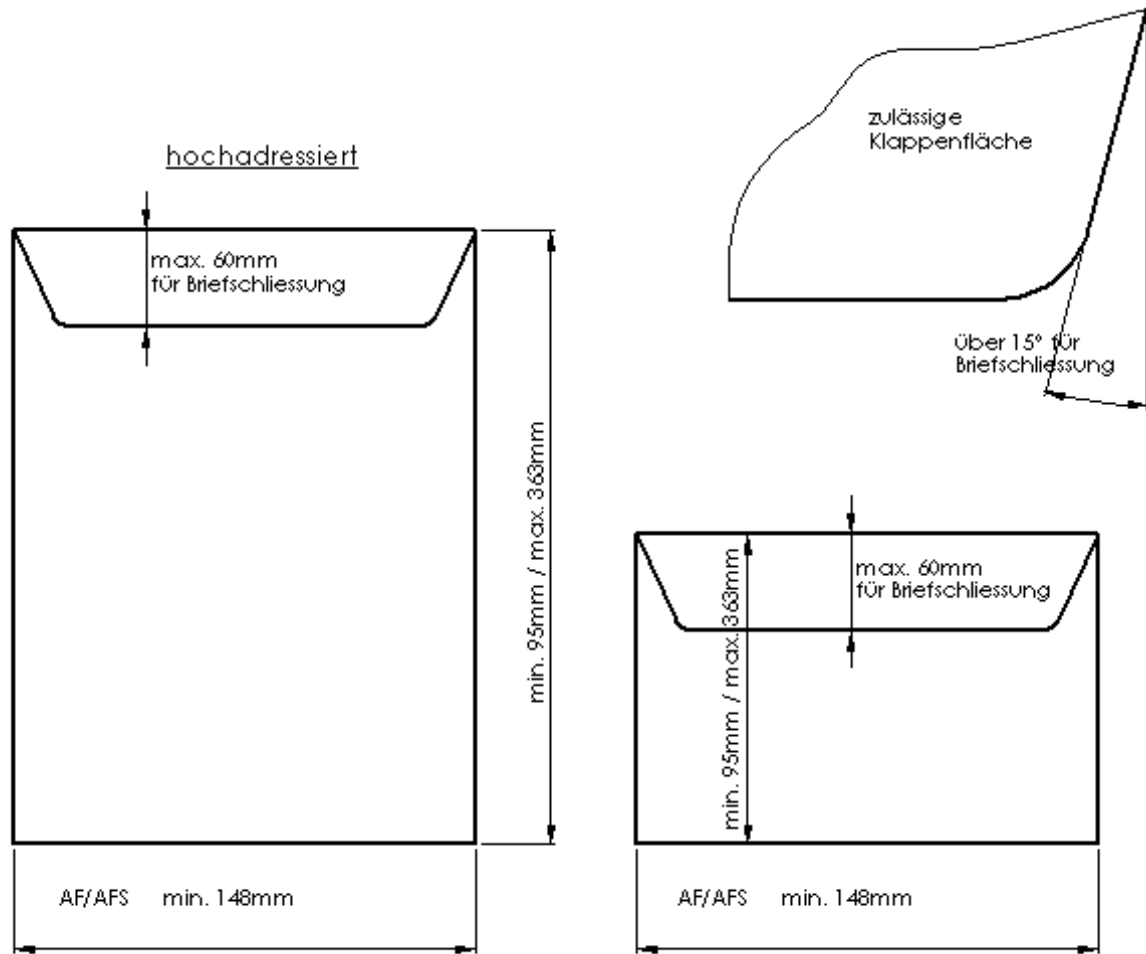 zulässige
Klappenfläche
hochadressiert
max. 60mm
für Briefschliessung
über 15° für
Briefschliessung
min. 95mm / max. 363mm
max. 60mm
für Briefschliessung
min. 95mm / max. 363mm
AF/AFS min. 148mm
AF/AFS min. 148mm